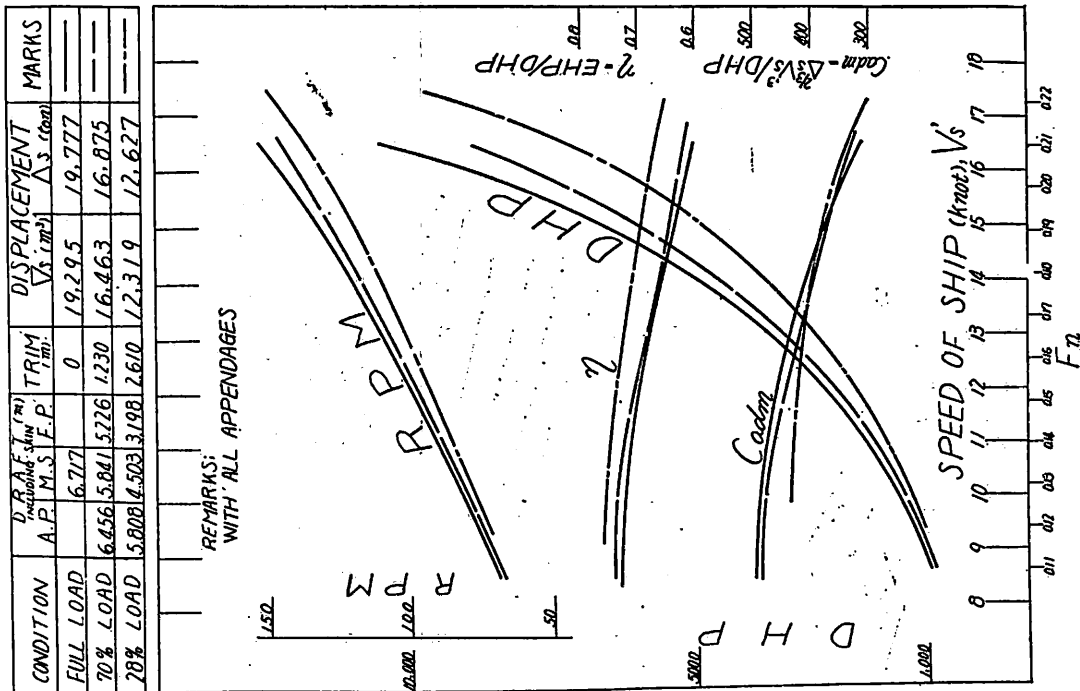 CONDITION
DRAFT (m)
INCLUDING SKIN
A.P. M.S F.P.
TRIM (m).
DISPLACEMENT
∇s (m³) Δs (ton)
MARKS
FULL LOAD 6.717 0 19,295 19,777
70% LOAD 6.456 5.841 5.226 1.230 16,463 16,875
28% LOAD 5.808 4.503 3.198 2.610 12,319 12,627
REMARKS;
WITH ALL APPENDAGES
150
100
50
RPM
RPM
10,000
5000
1,000
DHP
DHP
η
Cadm
η = EHP/DHP
0.8
0.7
0.6
Cadm = Δs^2/3 Vs^3/DHP
500
400
300
SPEED OF SHIP (knot), Vs'
8 9 10 11 12 13 14 15 16 17 18
0.11 0.12 0.13 0.14 0.15 0.16 0.17 0.19 0.20 0.21 0.22
Fn